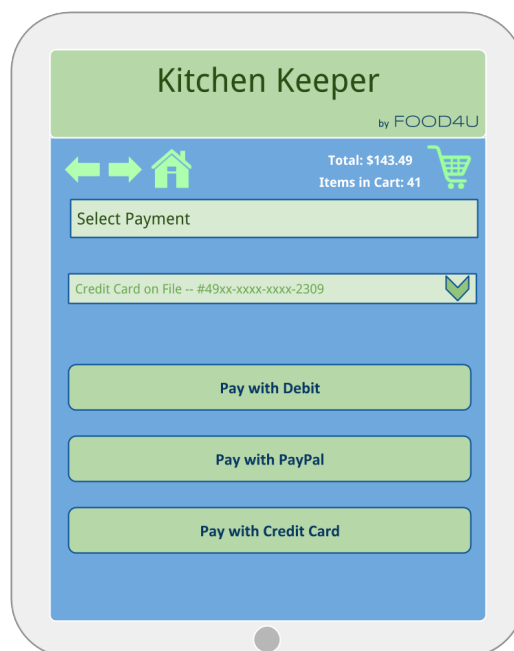 Kitchen Keeper
by FOOD4U
Total: $143.49
Items in Cart: 41
Select Payment
Credit Card on File -- #49xx-xxxx-xxxx-2309
Pay with Debit
Pay with PayPal
Pay with Credit Card